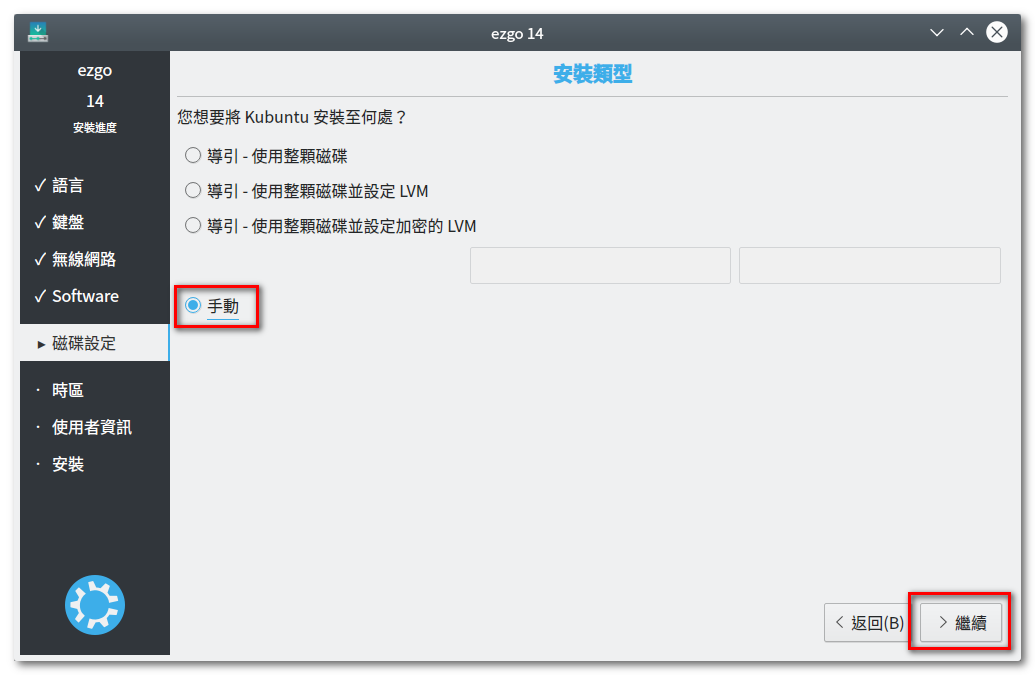 ezgo 14
ezgo
14
安裝進度
✓ 語言
✓ 鍵盤
✓ 無線網路
✓ Software
▸ 磁碟設定
· 時區
· 使用者資訊
· 安裝
安裝類型
您想要將 Kubuntu 安裝至何處？
導引 - 使用整顆磁碟
導引 - 使用整顆磁碟並設定 LVM
導引 - 使用整顆磁碟並設定加密的 LVM
手動
返回(B)
繼續